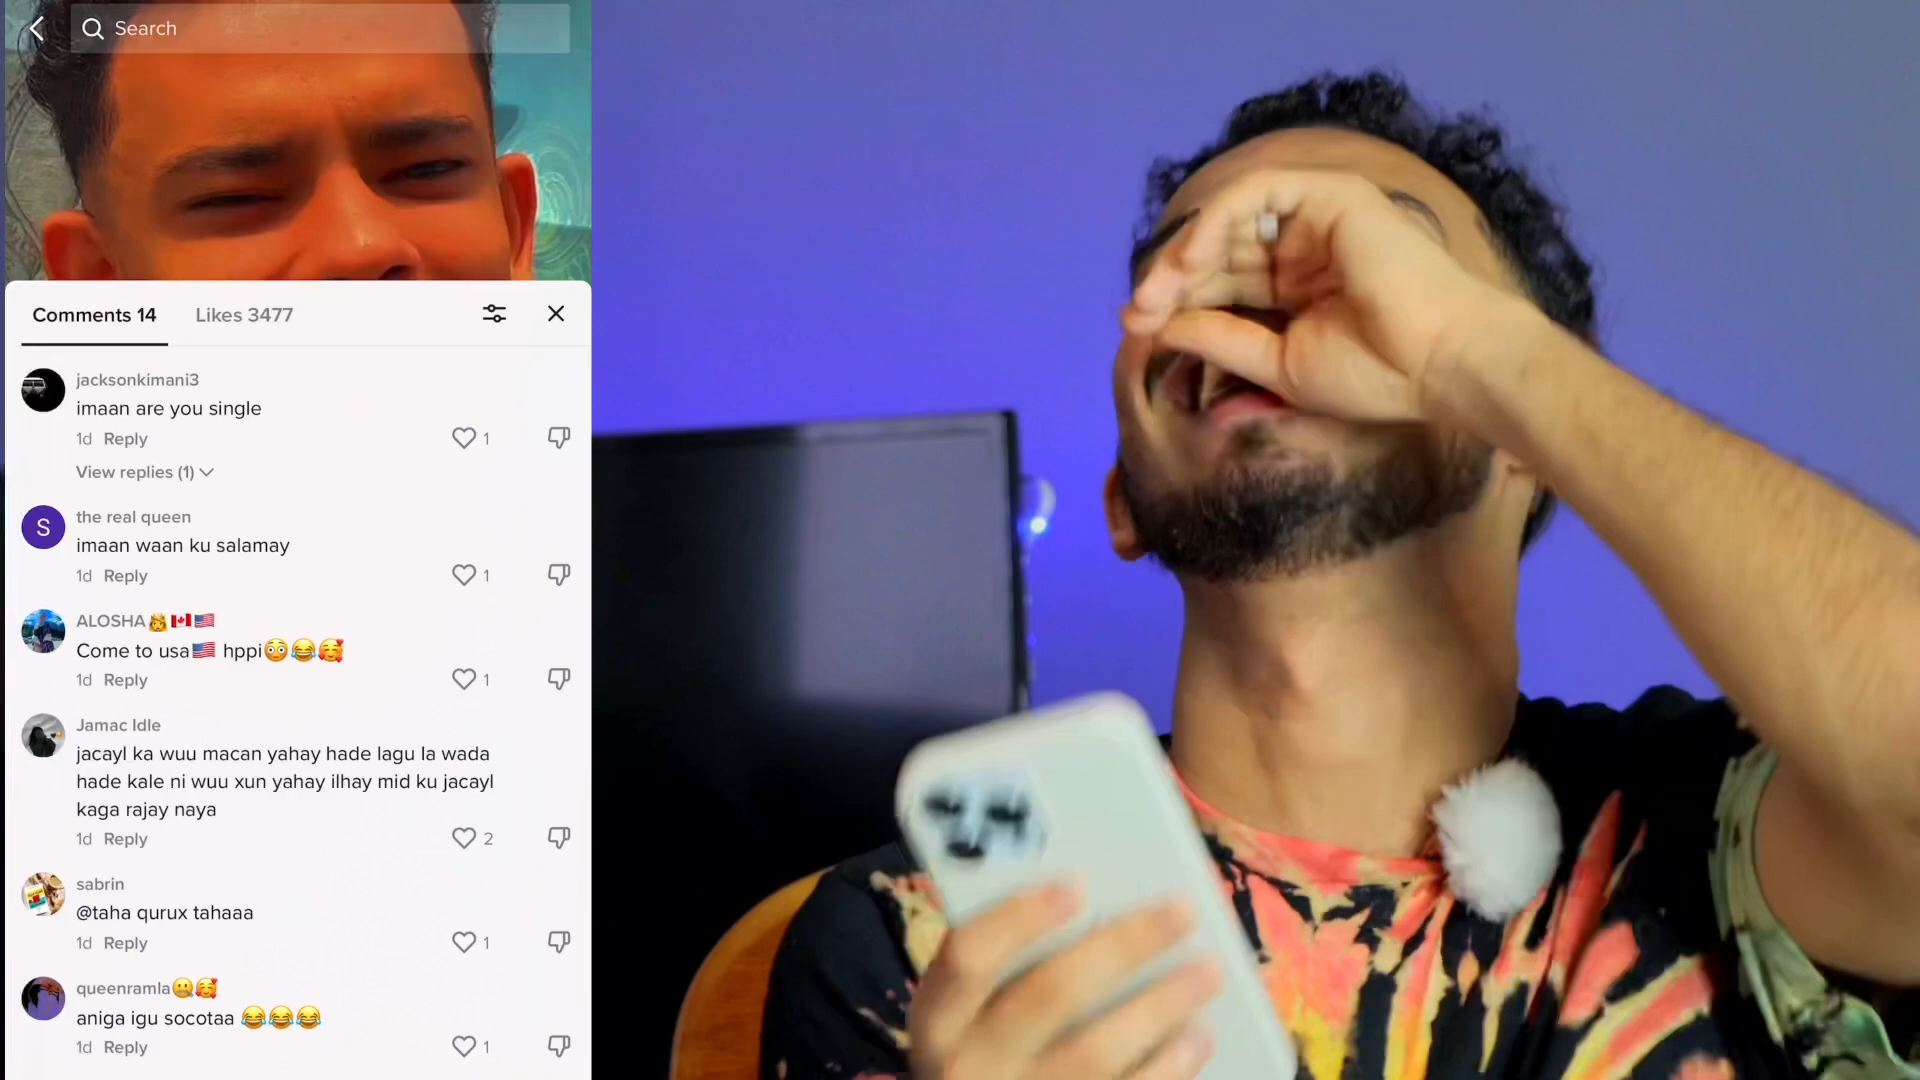 Search
Comments 14
Likes 3477
jacksonkimani3
imaan are you single
1d Reply
1
View replies (1)
S
the real queen
imaan waan ku salamay
1d Reply
1
ALOSHA👸🇨🇦🇺🇸
Come to usa🇺🇸 hppi😳😂🥰
1d Reply
1
Jamac Idle
jacayl ka wuu macan yahay hade lagu la wada
hade kale ni wuu xun yahay ilhay mid ku jacayl
kaga rajay naya
1d Reply
2
sabrin
@taha qurux tahaaa
1d Reply
1
queenramla🤐🥰
aniga igu socotaa 😂😂😂
1d Reply
1